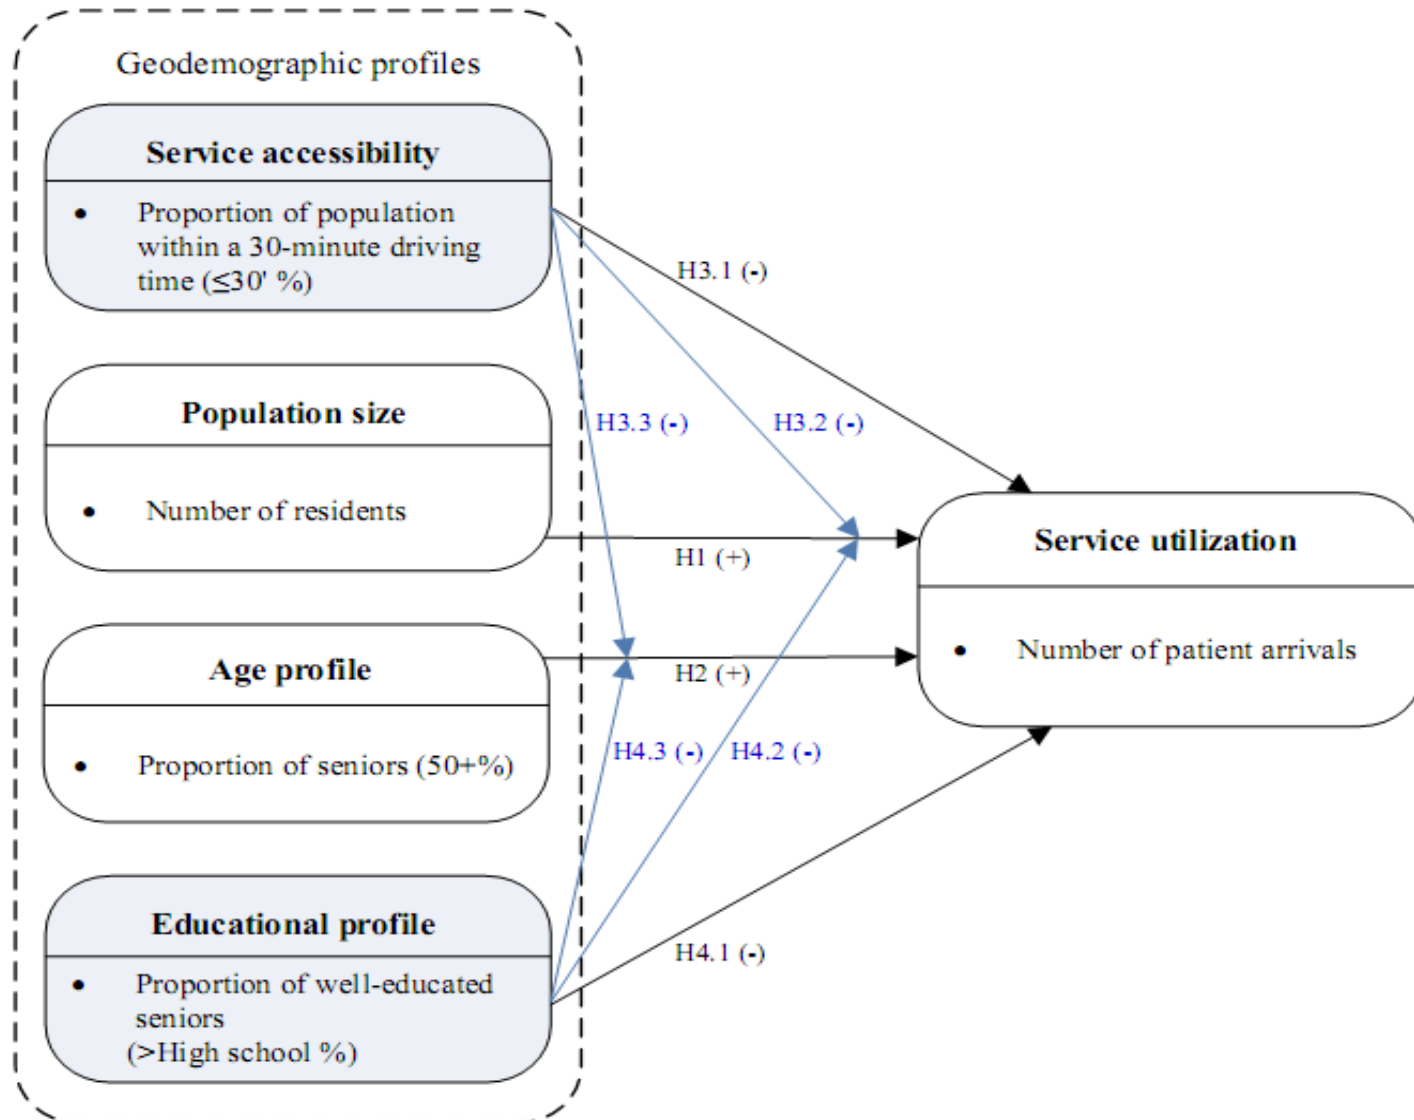 Geodemographic profiles
Service accessibility
• Proportion of population
within a 30-minute driving
time (≤30' %)
H3.1 (-)
Population size
• Number of residents
H3.3 (-)
H3.2 (-)
H1 (+)
Service utilization
• Number of patient arrivals
Age profile
• Proportion of seniors (50+%)
H2 (+)
H4.3 (-)
H4.2 (-)
Educational profile
• Proportion of well-educated
seniors
(>High school %)
H4.1 (-)